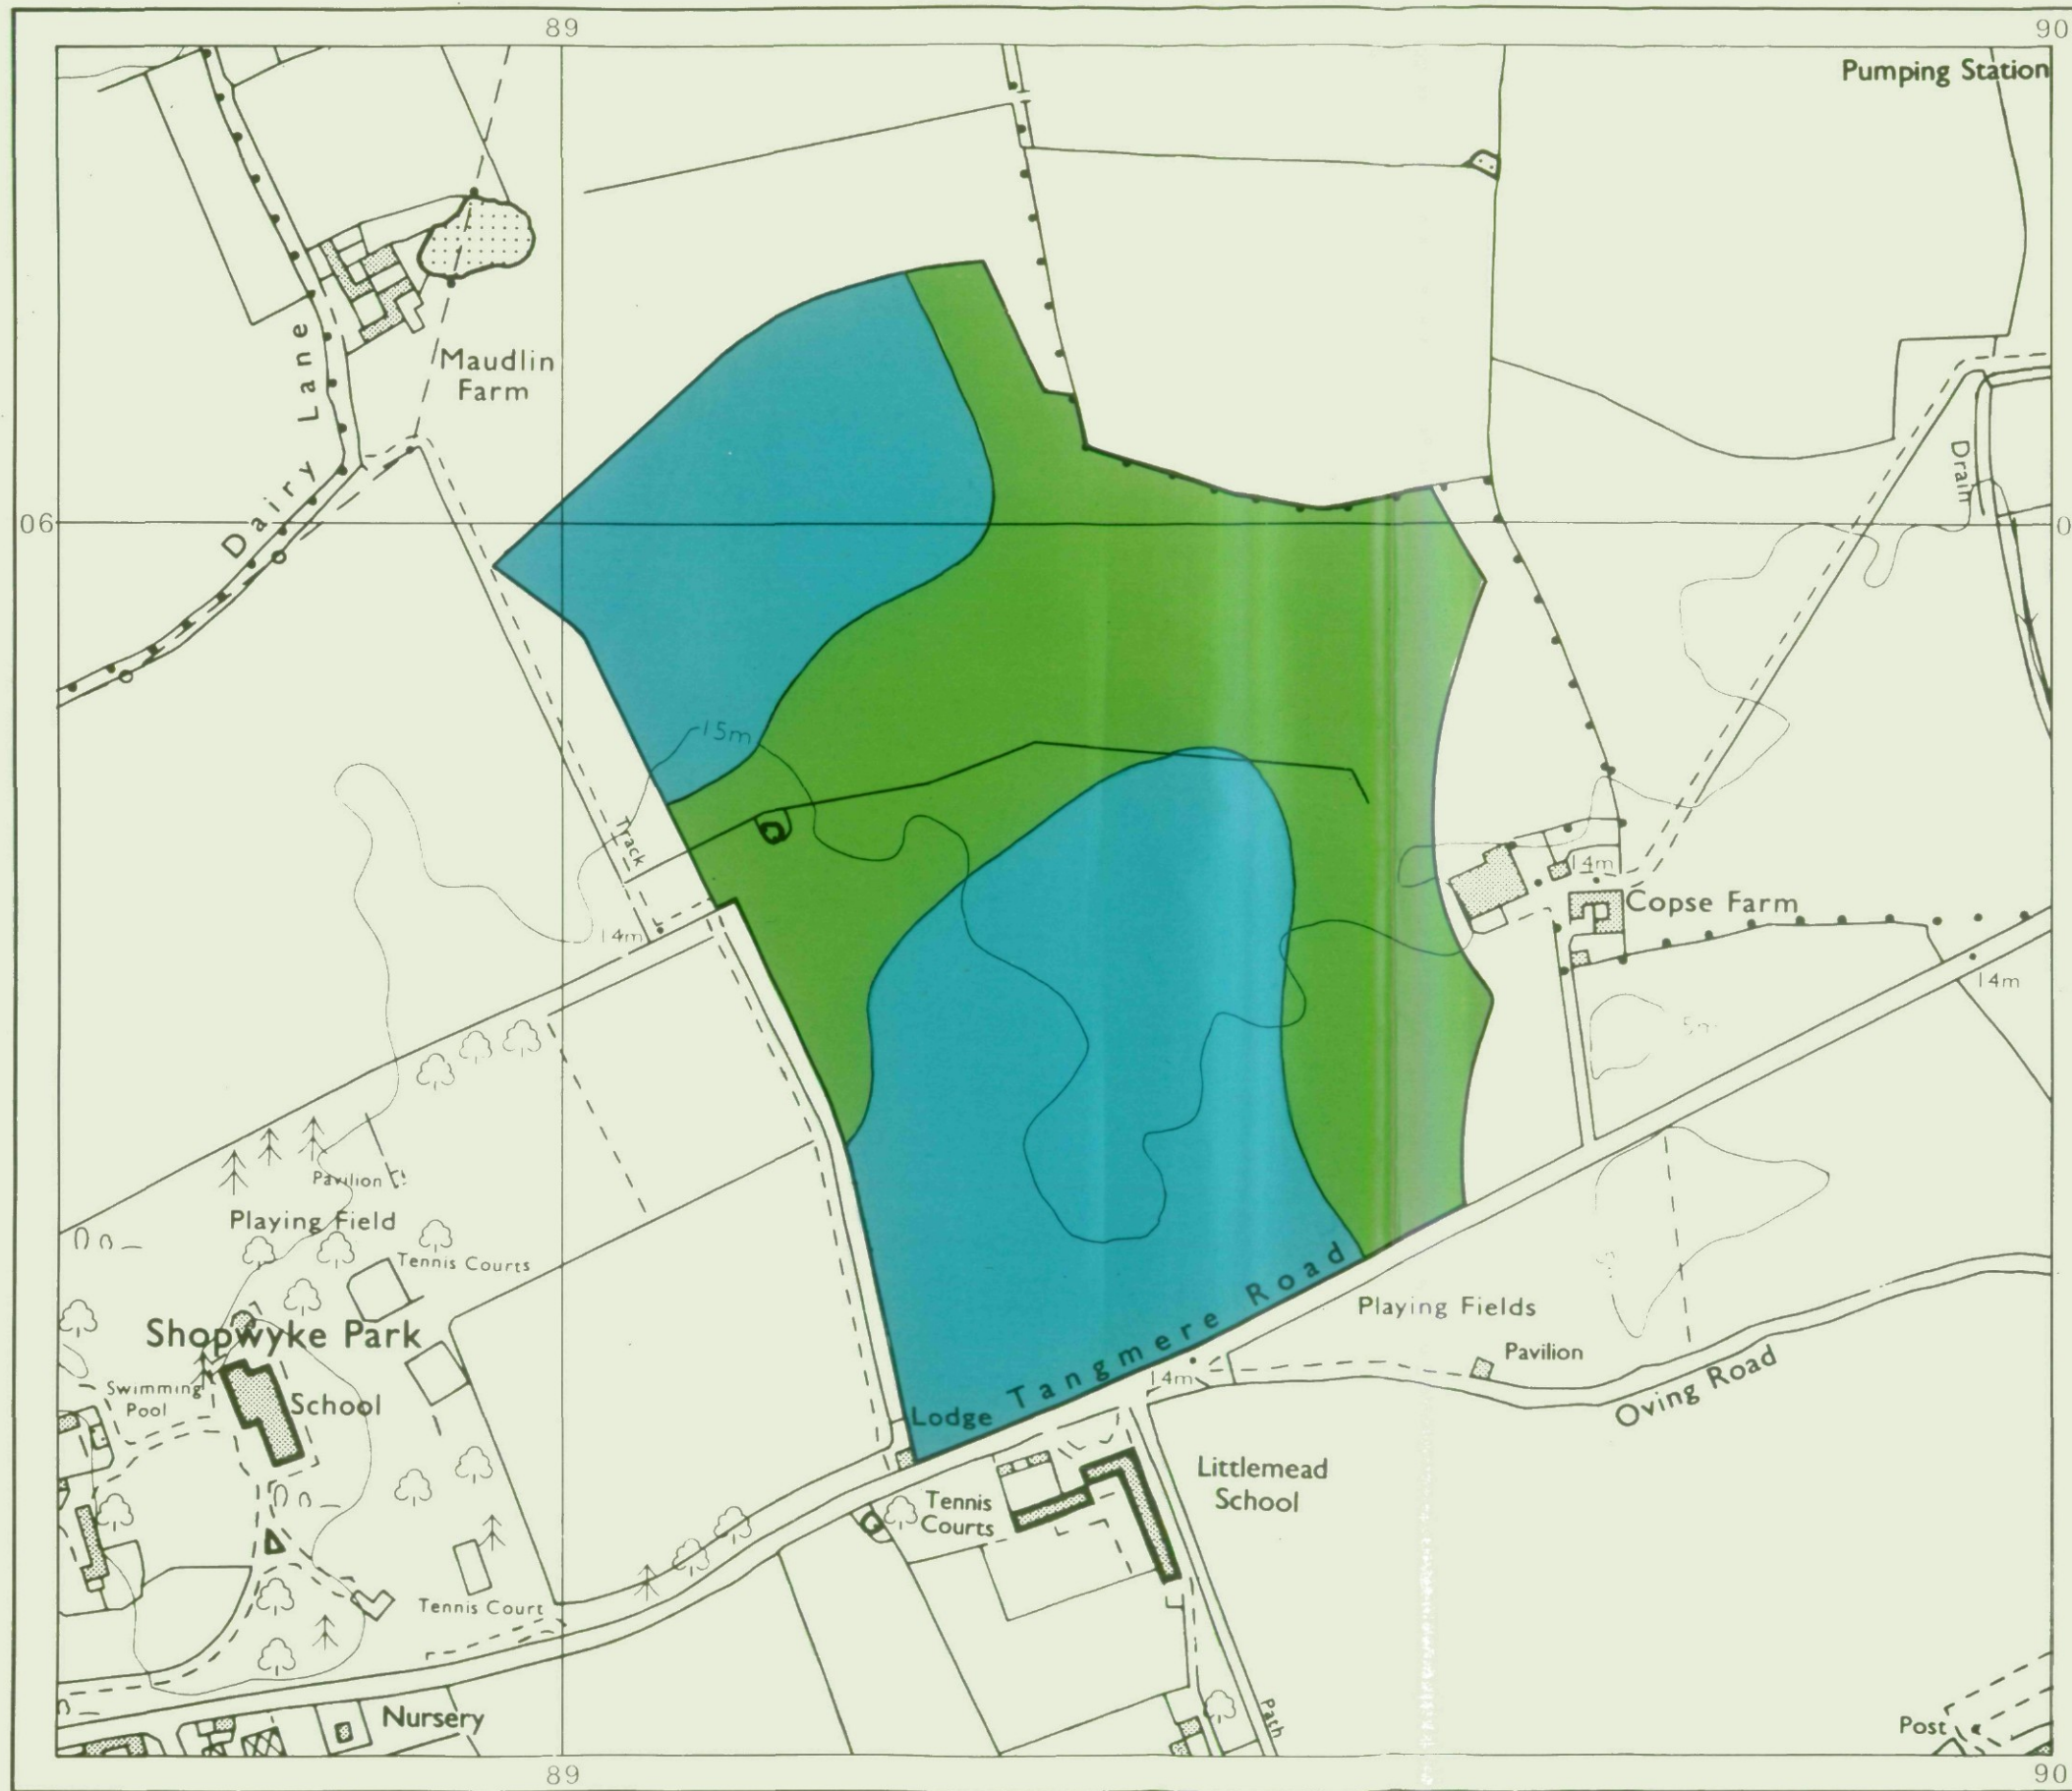 89
90
Pumping Station
Dairy Lane
Maudlin
Farm
06
0
Drain
15m
Track
14m
14m
Copse Farm
14m
Pavilion
Playing Field
Tennis Courts
Shopwyke Park
Swimming
Pool
School
Tangmere Road
Lodge
14m
Playing Fields
Pavilion
Oving Road
Tennis
Courts
Littlemead
School
Tennis Court
Nursery
Path
Post
89
90